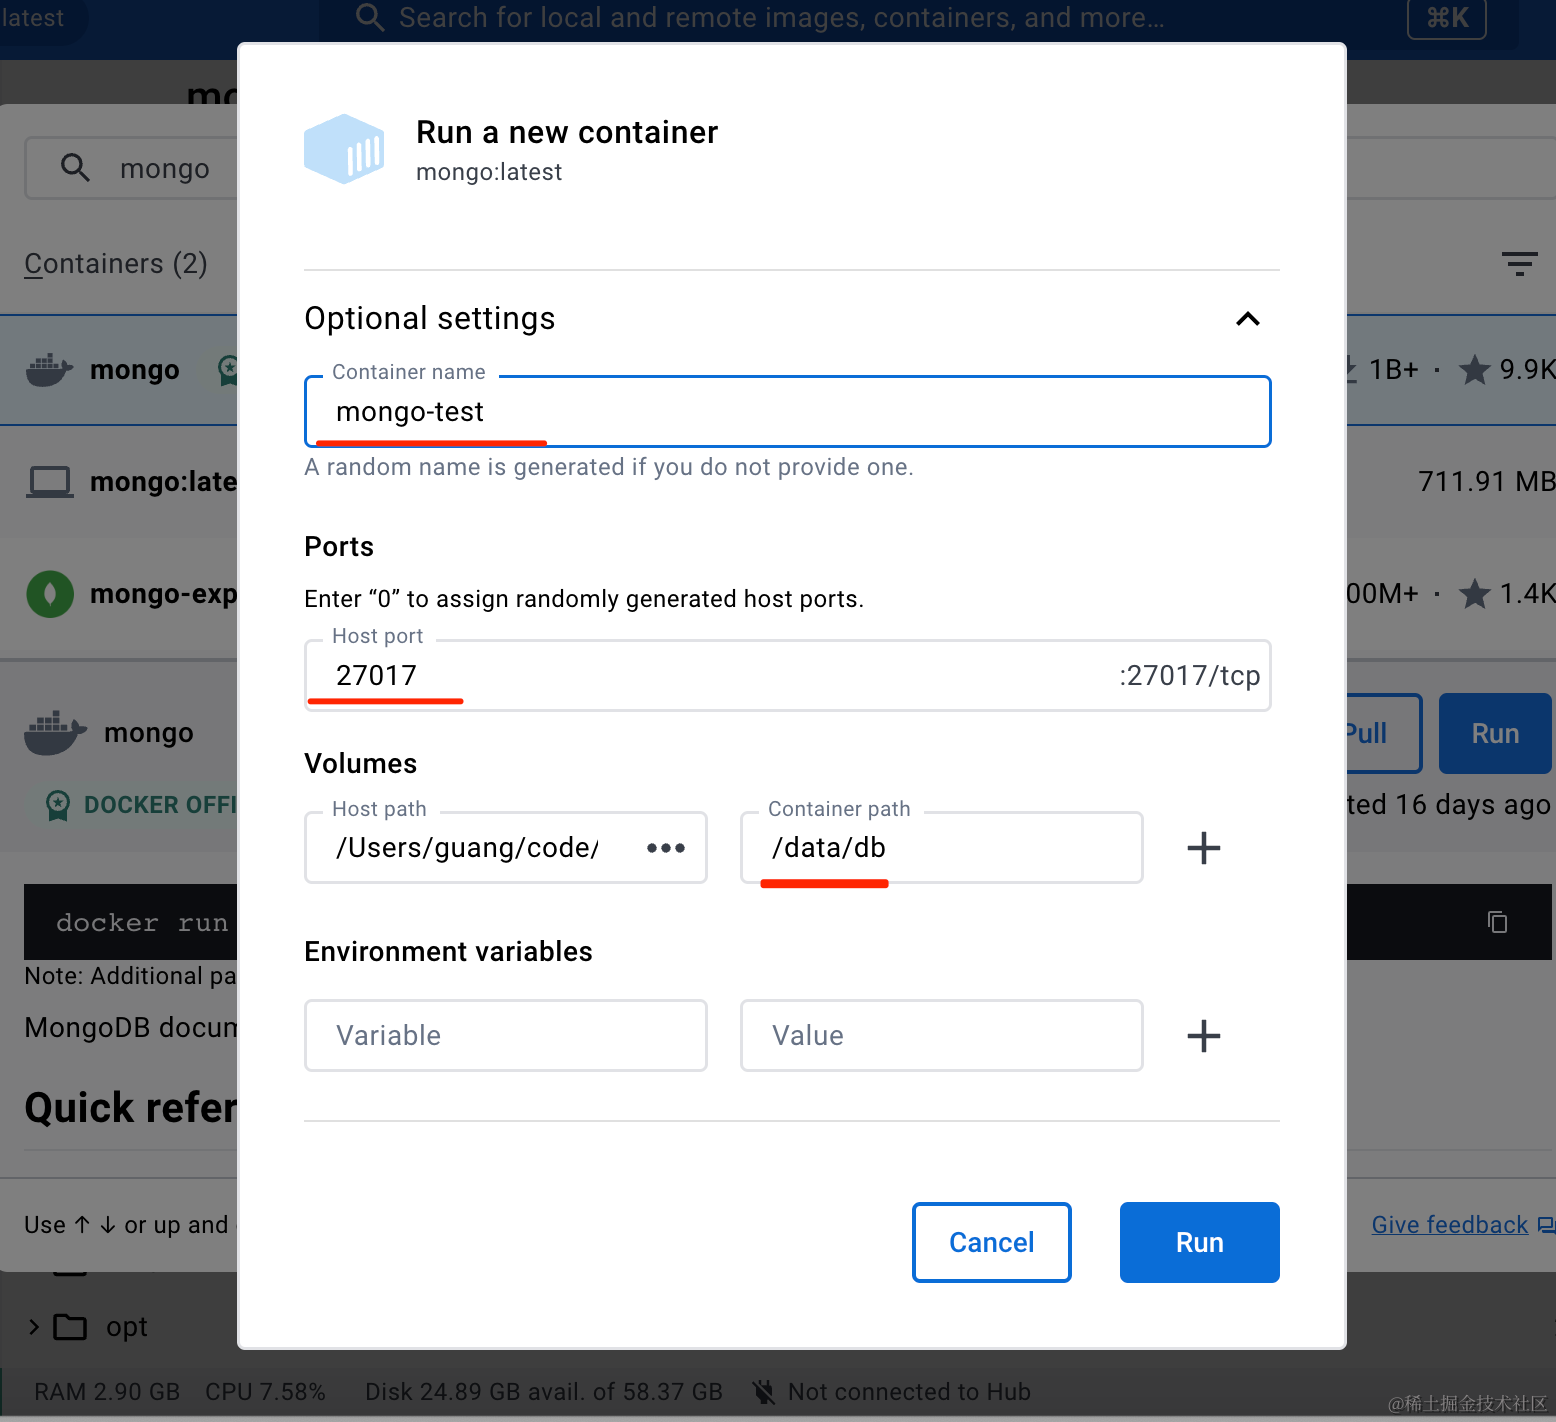 latest
Search for local and remote images, containers, and more...
⌘K
mongo
Containers (2)
mongo
1B+ · 9.9K
mongo:late
711.91 MB
mongo-exp
00M+ · 1.4K
mongo
Pull
Run
DOCKER OFFI
ted 16 days ago
docker run
Note: Additional pa
MongoDB docum
Quick refer
Use ↑ ↓ or up and
Give feedback
opt
RAM 2.90 GB CPU 7.58% Disk 24.89 GB avail. of 58.37 GB Not connected to Hub
Run a new container
mongo:latest
Optional settings
Container name
mongo-test
A random name is generated if you do not provide one.
Ports
Enter “0” to assign randomly generated host ports.
Host port
27017 :27017/tcp
Volumes
Host path
/Users/guang/code/
Container path
/data/db
Environment variables
Variable
Value
Cancel
Run
@稀土掘金技术社区